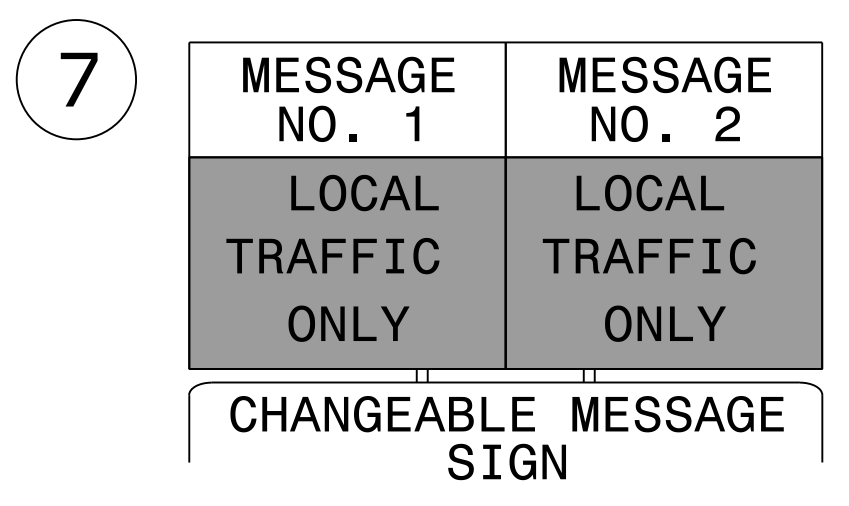 7
MESSAGE
NO. 1
MESSAGE
NO. 2
LOCAL
TRAFFIC
ONLY
LOCAL
TRAFFIC
ONLY
CHANGEABLE MESSAGE
SIGN